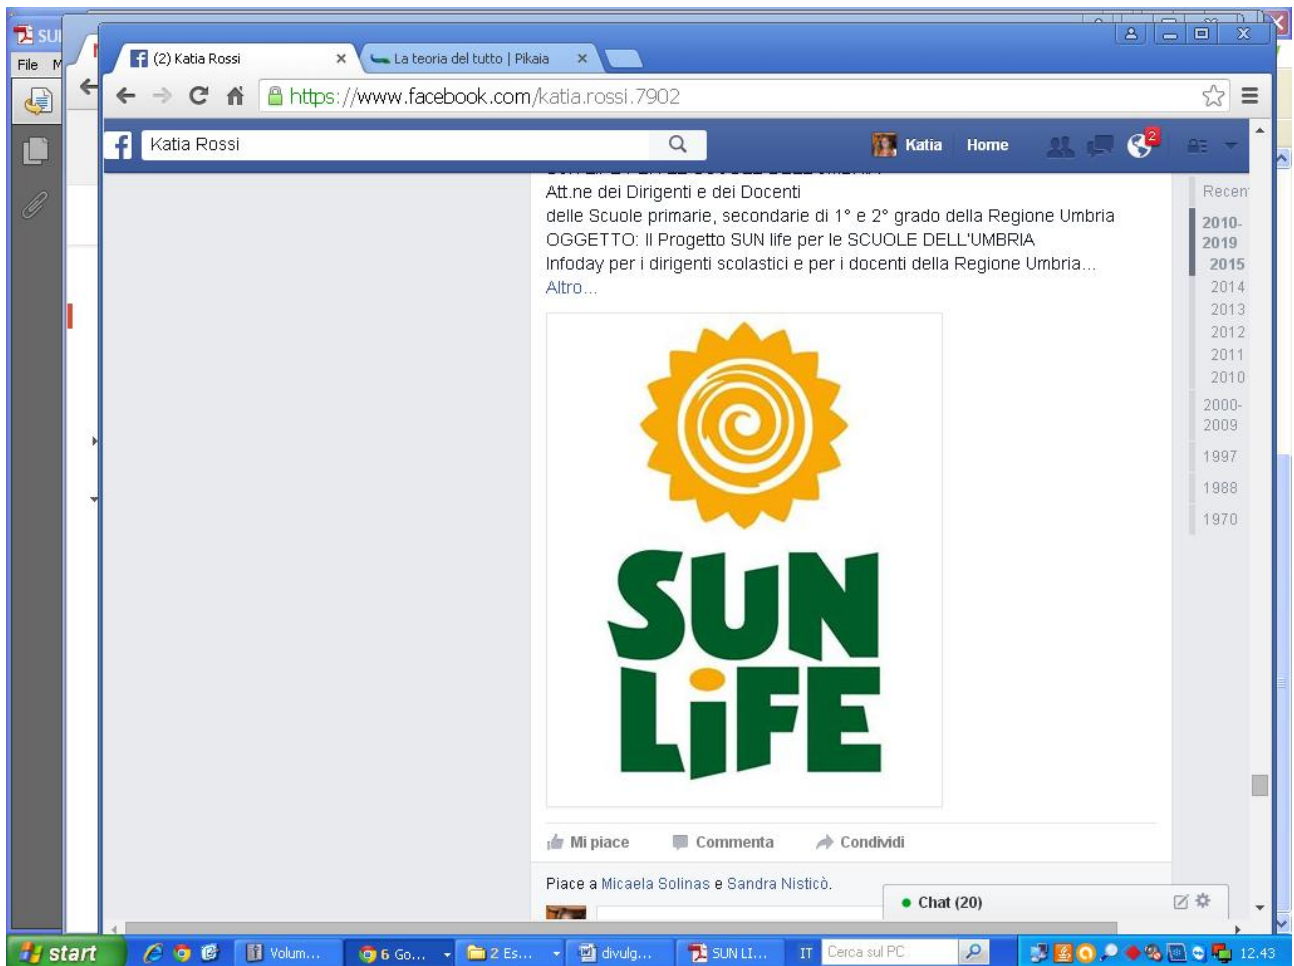 SU
(2) Katia Rossi
La teoria del tutto | Pikaia
File M
https://www.facebook.com/katia.rossi.7902
Katia Rossi
Katia Home
2
Att.ne dei Dirigenti e dei Docenti
delle Scuole primarie, secondarie di 1° e 2° grado della Regione Umbria
OGGETTO: Il Progetto SUN life per le SCUOLE DELL'UMBRIA
Infoday per i dirigenti scolastici e per i docenti della Regione Umbria...
Altro...
Recen
2010-
2019
2015
2014
2013
2012
2011
2010
2000-
2009
1997
1988
1970
SUN
LiFE
Mi piace Commenta Condividi
Piace a Micaela Solinas e Sandra Nisticò.
Chat (20)
start
Volum...
6 Go...
2 Es...
divulg...
SUN LI...
IT
Cerca sul PC
12.43